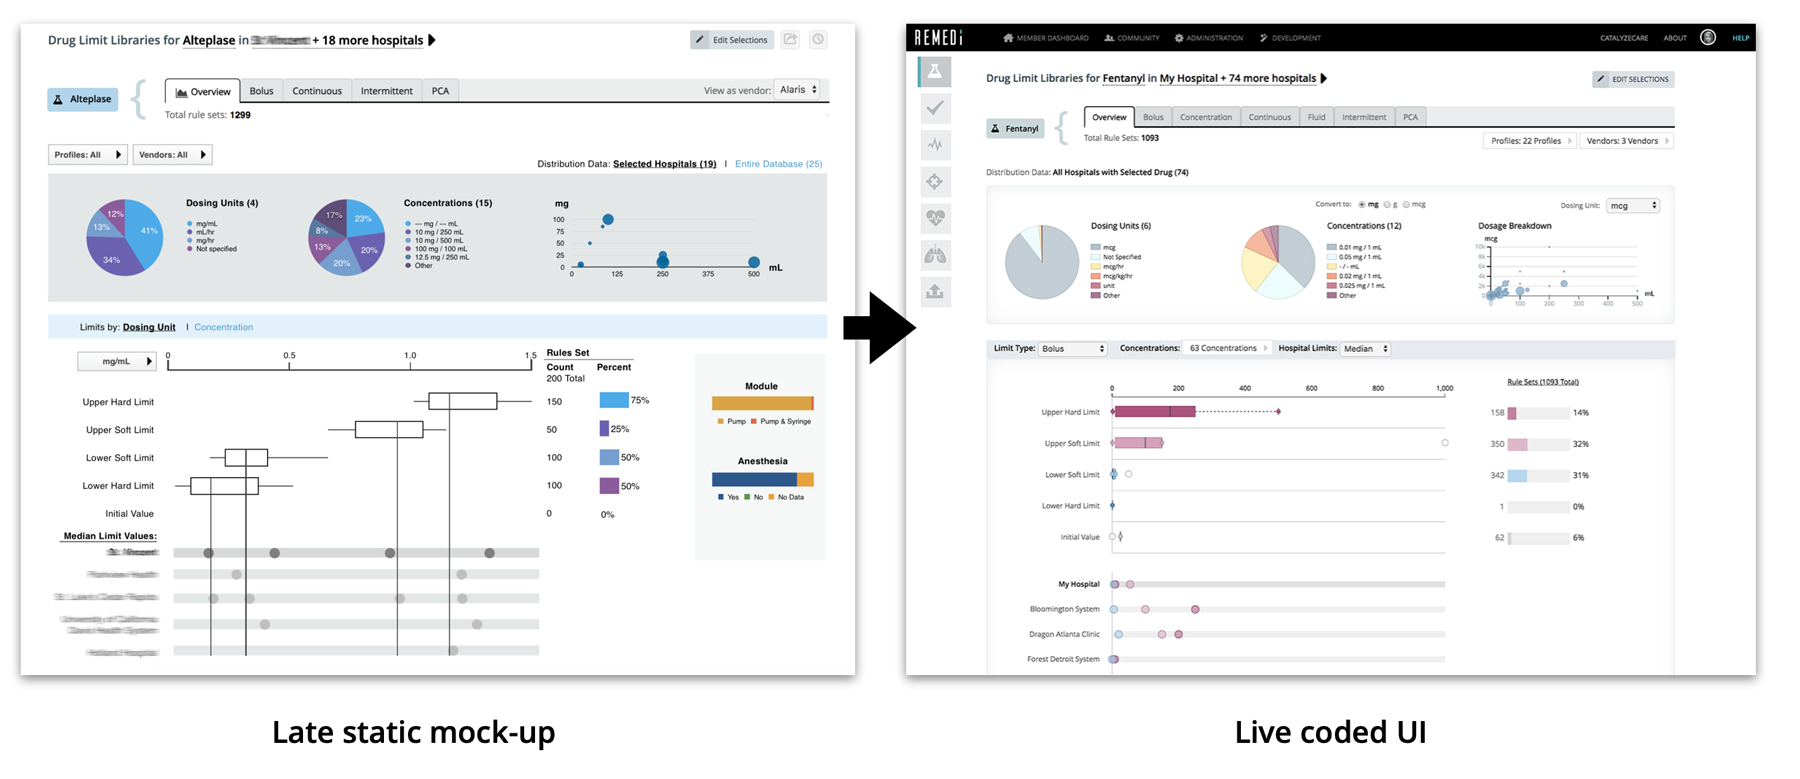 Drug Limit Libraries for Alteplase in + 18 more hospitals
Edit Selections
Alteplase
Overview
Bolus
Continuous
Intermittent
PCA
View as vendor: Alaris
Total rule sets: 1299
Profiles: All
Vendors: All
Distribution Data: Selected Hospitals (19) | Entire Database (25)
Dosing Units (4)
mg/mL
mL/hr
mg/hr
Not specified
12%
13%
41%
34%
Concentrations (15)
--- mg / --- mL
10 mg / 250 mL
10 mg / 500 mL
100 mg / 100 mL
12.5 mg / 250 mL
Other
17%
23%
8%
13%
20%
20%
mg
100
75
50
25
0
0 125 250 375 500 mL
Limits by: Dosing Unit | Concentration
mg/mL
0 0.5 1.0 1.5
Rules Set
Count Percent
200 Total
Upper Hard Limit 150 75%
Upper Soft Limit 50 25%
Lower Soft Limit 100 50%
Lower Hard Limit 100 50%
Initial Value 0 0%
Median Limit Values:
Module
Pump Pump & Syringe
Anesthesia
Yes No No Data
Late static mock-up
REMEDi
MEMBER DASHBOARD
COMMUNITY
ADMINISTRATION
DEVELOPMENT
CATALYZECARE
ABOUT
HELP
Drug Limit Libraries for Fentanyl in My Hospital + 74 more hospitals
EDIT SELECTIONS
Fentanyl
Overview
Bolus
Concentration
Continuous
Fluid
Intermittent
PCA
Total Rule Sets: 1093
Profiles: 22 Profiles
Vendors: 3 Vendors
Distribution Data: All Hospitals with Selected Drug (74)
Convert to: mg g mcg
Dosing Unit: mcg
Dosing Units (6)
mcg
Not Specified
mcg/hr
mcg/kg/hr
unit
Other
Concentrations (12)
0.01 mg / 1 mL
0.05 mg / 1 mL
- / - mL
0.02 mg / 1 mL
0.025 mg / 1 mL
Other
Dosage Breakdown
mcg
10k
8k
6k
4k
2k
0
0 100 200 300 400 500
mL
Limit Type: Bolus
Concentrations: 63 Concentrations
Hospital Limits: Median
0 200 400 600 800 1,000
Rule Sets (1093 Total)
Upper Hard Limit 158 14%
Upper Soft Limit 350 32%
Lower Soft Limit 342 31%
Lower Hard Limit 1 0%
Initial Value 62 6%
My Hospital
Bloomington System
Dragon Atlanta Clinic
Forest Detroit System
Live coded UI